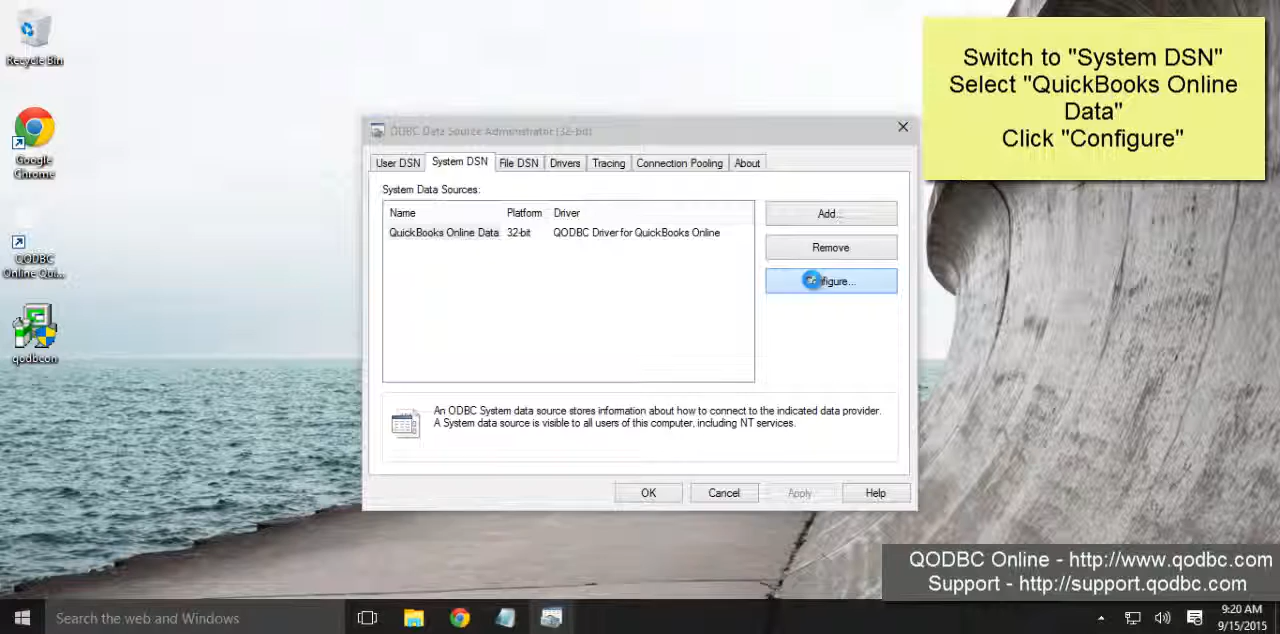 Switch to "System DSN"
Select "QuickBooks Online
Data"
Click "Configure"
Recycle Bin
Google
Chrome
QODBC
Online Qui...
qodbcon
ODBC Data Source Administrator (32-bit)
User DSN System DSN File DSN Drivers Tracing Connection Pooling About
System Data Sources:
Name Platform Driver
QuickBooks Online Data 32-bit QODBC Driver for QuickBooks Online
Add...
Remove
An ODBC System data source stores information about how to connect to the indicated data provider.
A System data source is visible to all users of this computer, including NT services.
OK Cancel Apply Help
QODBC Online - http://www.qodbc.com
Support - http://support.qodbc.com
Search the web and Windows
9:20 AM
9/15/2015